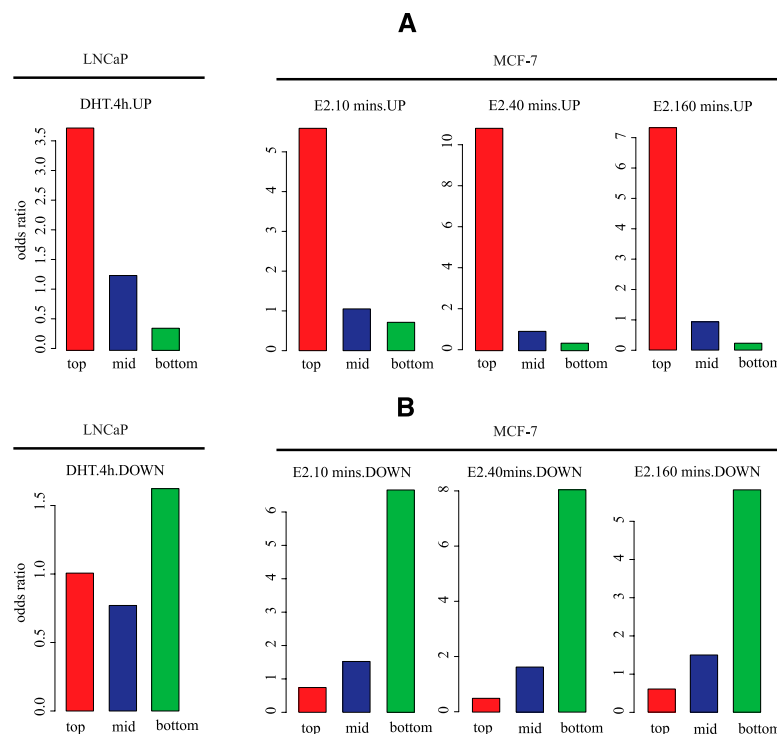 A
LNCaP
MCF-7
DHT.4h.UP
E2.10 mins.UP
E2.40 mins.UP
E2.160 mins.UP
odds ratio
0.0 0.5 1.0 1.5 2.0 2.5 3.0 3.5
0 1 2 3 4 5
0 2 4 6 8 10
0 1 2 3 4 5 6 7
top mid bottom
top mid bottom
top mid bottom
top mid bottom
B
LNCaP
MCF-7
DHT.4h.DOWN
E2.10 mins.DOWN
E2.40mins.DOWN
E2.160 mins.DOWN
odds ratio
0.0 0.5 1.0 1.5
0 1 2 3 4 5 6
0 2 4 6 8
0 1 2 3 4 5
top mid bottom
top mid bottom
top mid bottom
top mid bottom